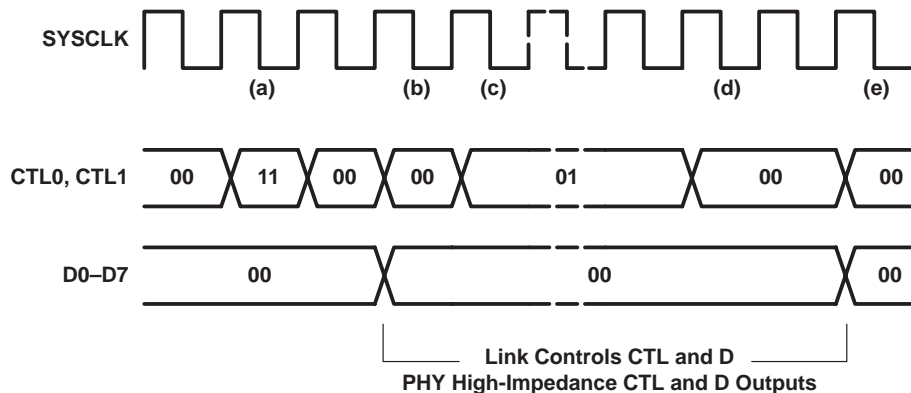 SYSCLK
(a) (b) (c) (d) (e)
CTL0, CTL1 00 11 00 00 01 00 00
D0–D7 00 00 00
Link Controls CTL and D
PHY High-Impedance CTL and D Outputs